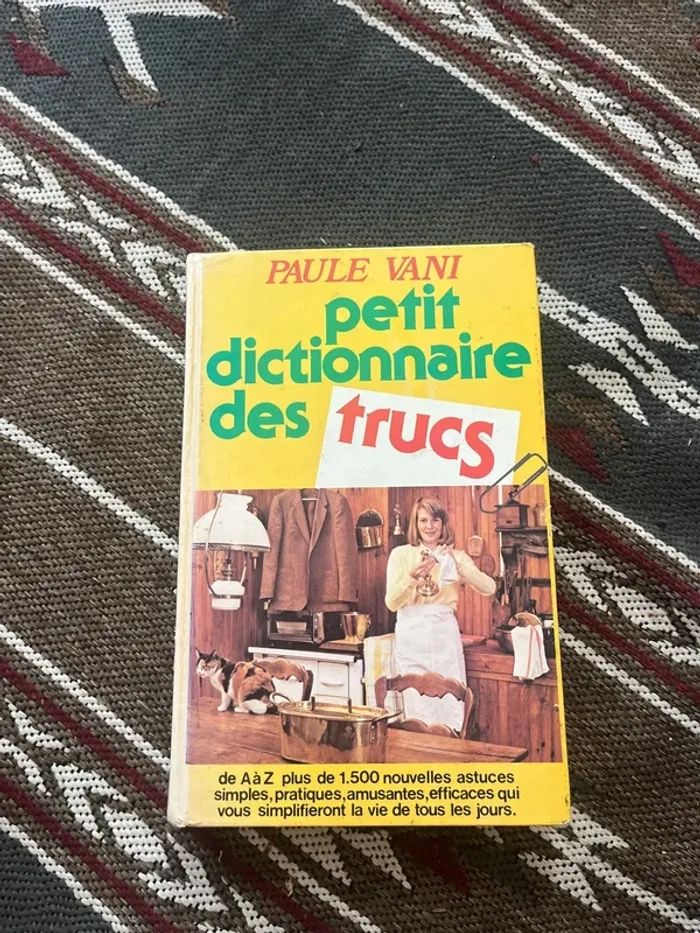 PAULE VANI
petit
dictionnaire
des trucs
de A à Z plus de 1.500 nouvelles astuces
simples, pratiques, amusantes, efficaces qui
vous simplifieront la vie de tous les jours.